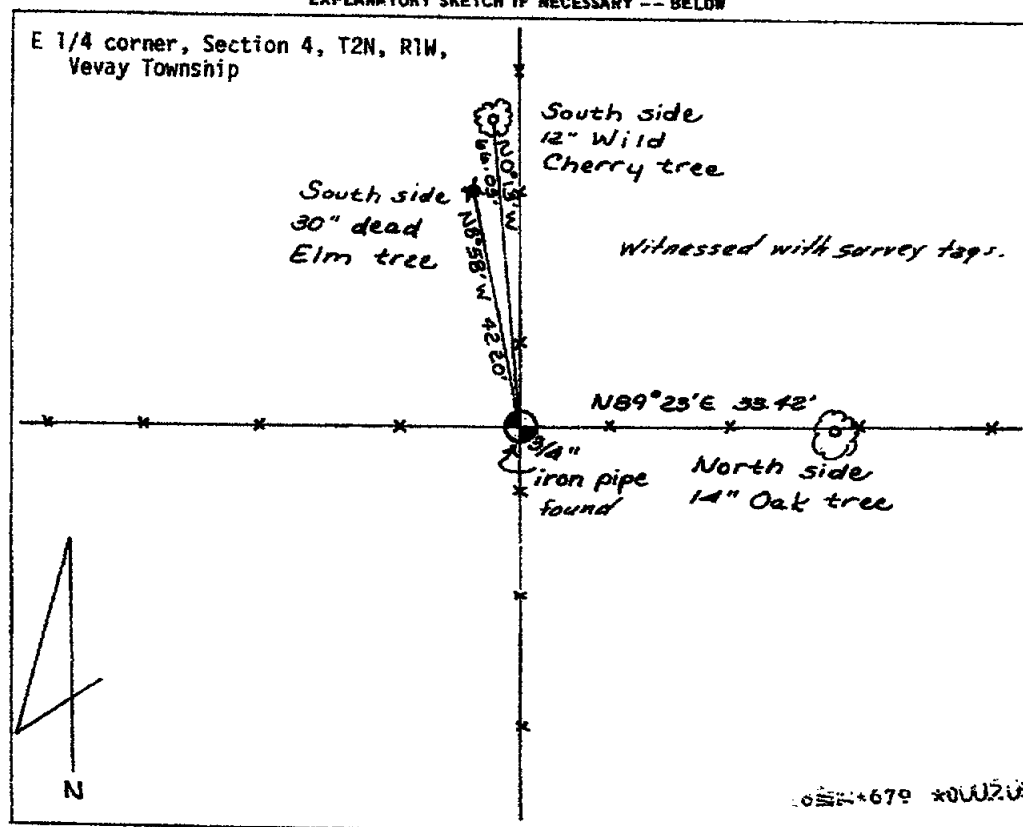 EXPLANATORY SKETCH IF NECESSARY -- BELOW
E 1/4 corner, Section 4, T2N, R1W,
Vevay Township
South side
12" Wild
Cherry tree
N0°13'W
66.05'
South side
30" dead
Elm tree
N8°58'W 42.20'
Witnessed with survey tags.
N89°23'E 33.42'
3/4"
iron pipe
found
North side
14" Oak tree
N